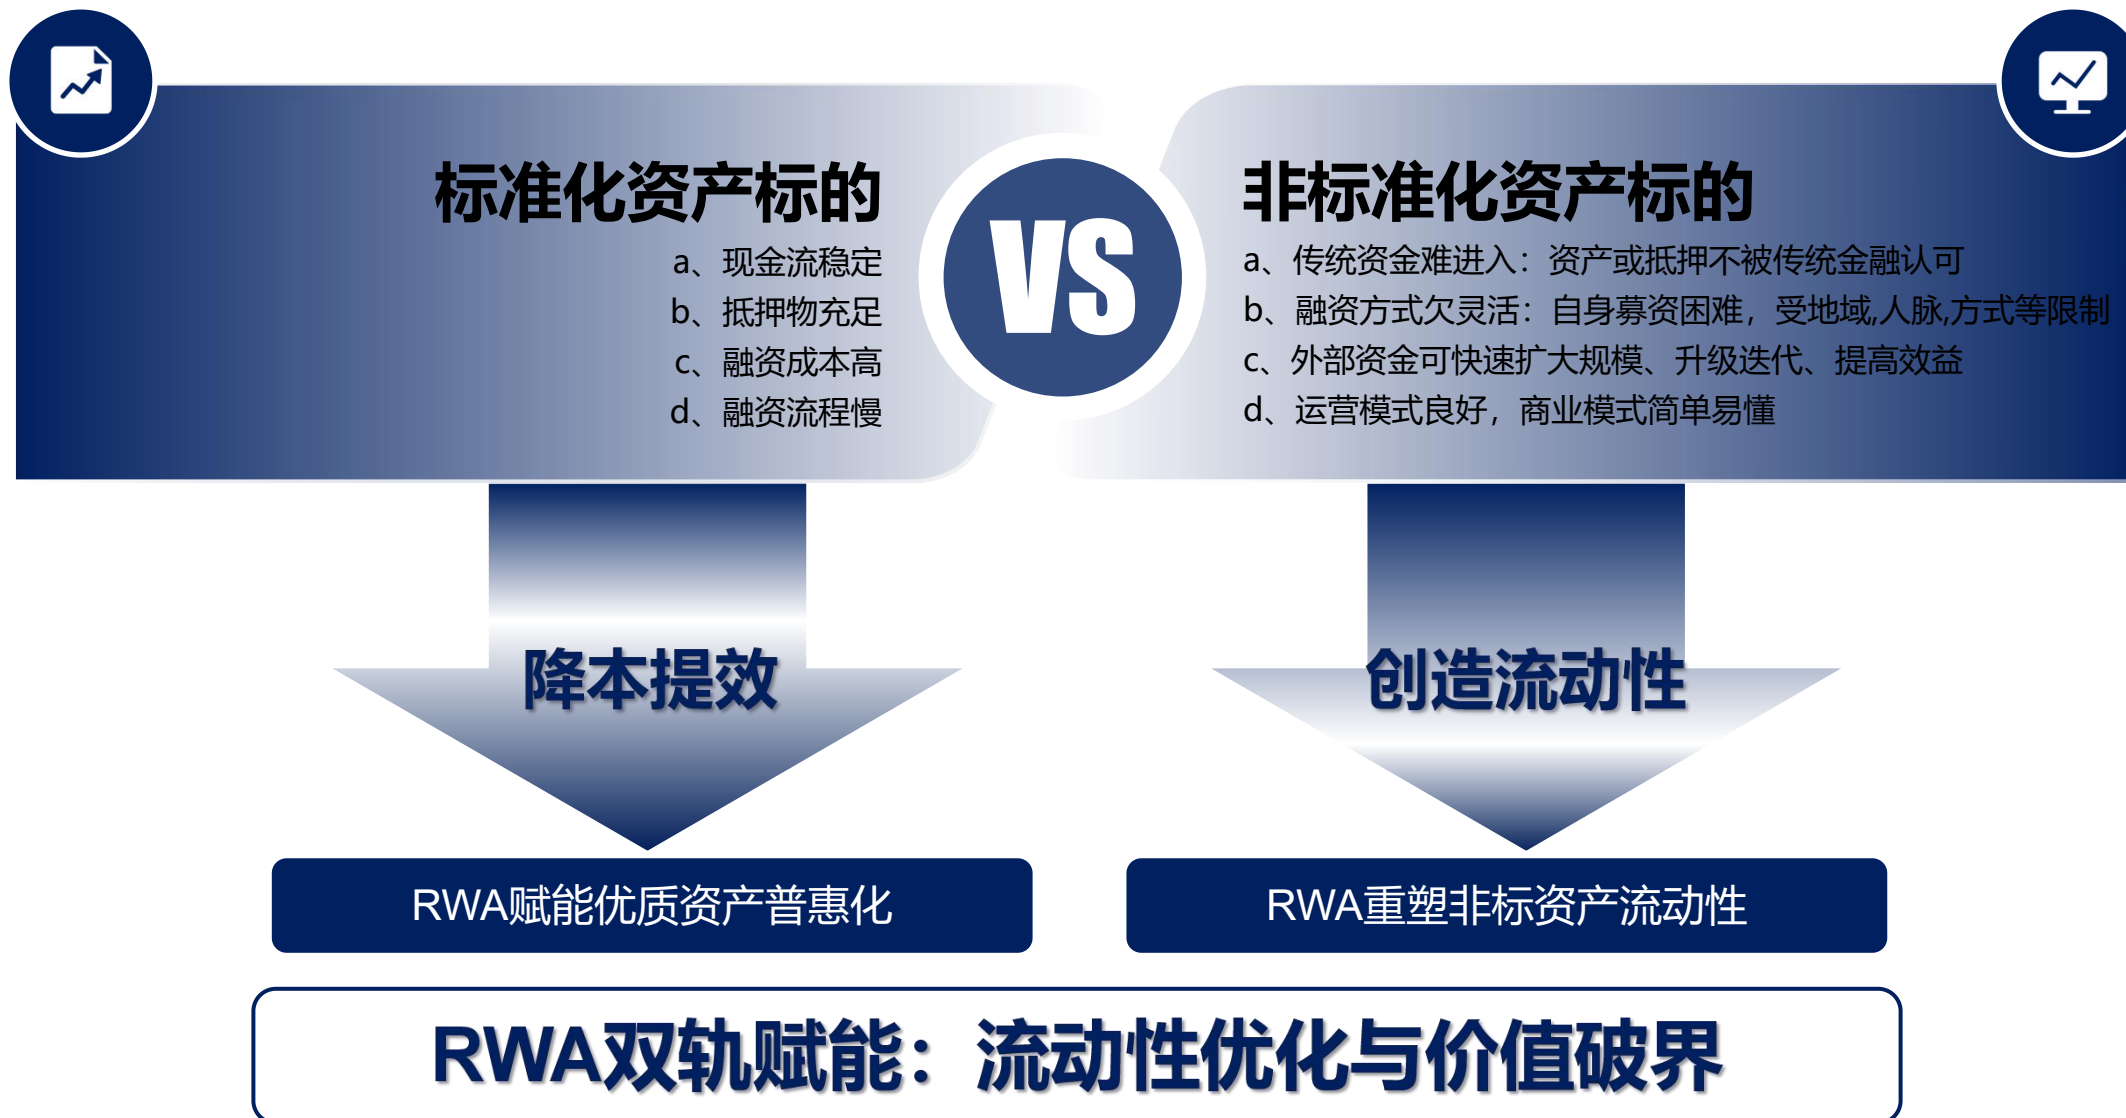 标准化资产标的
a、现金流稳定
b、抵押物充足
c、融资成本高
d、融资流程慢
VS
非标准化资产标的
a、传统资金难进入：资产或抵押不被传统金融认可
b、融资方式欠灵活：自身募资困难，受地域,人脉,方式等限制
c、外部资金可快速扩大规模、升级迭代、提高效益
d、运营模式良好，商业模式简单易懂
降本提效
创造流动性
RWA赋能优质资产普惠化
RWA重塑非标资产流动性
RWA双轨赋能：流动性优化与价值破界